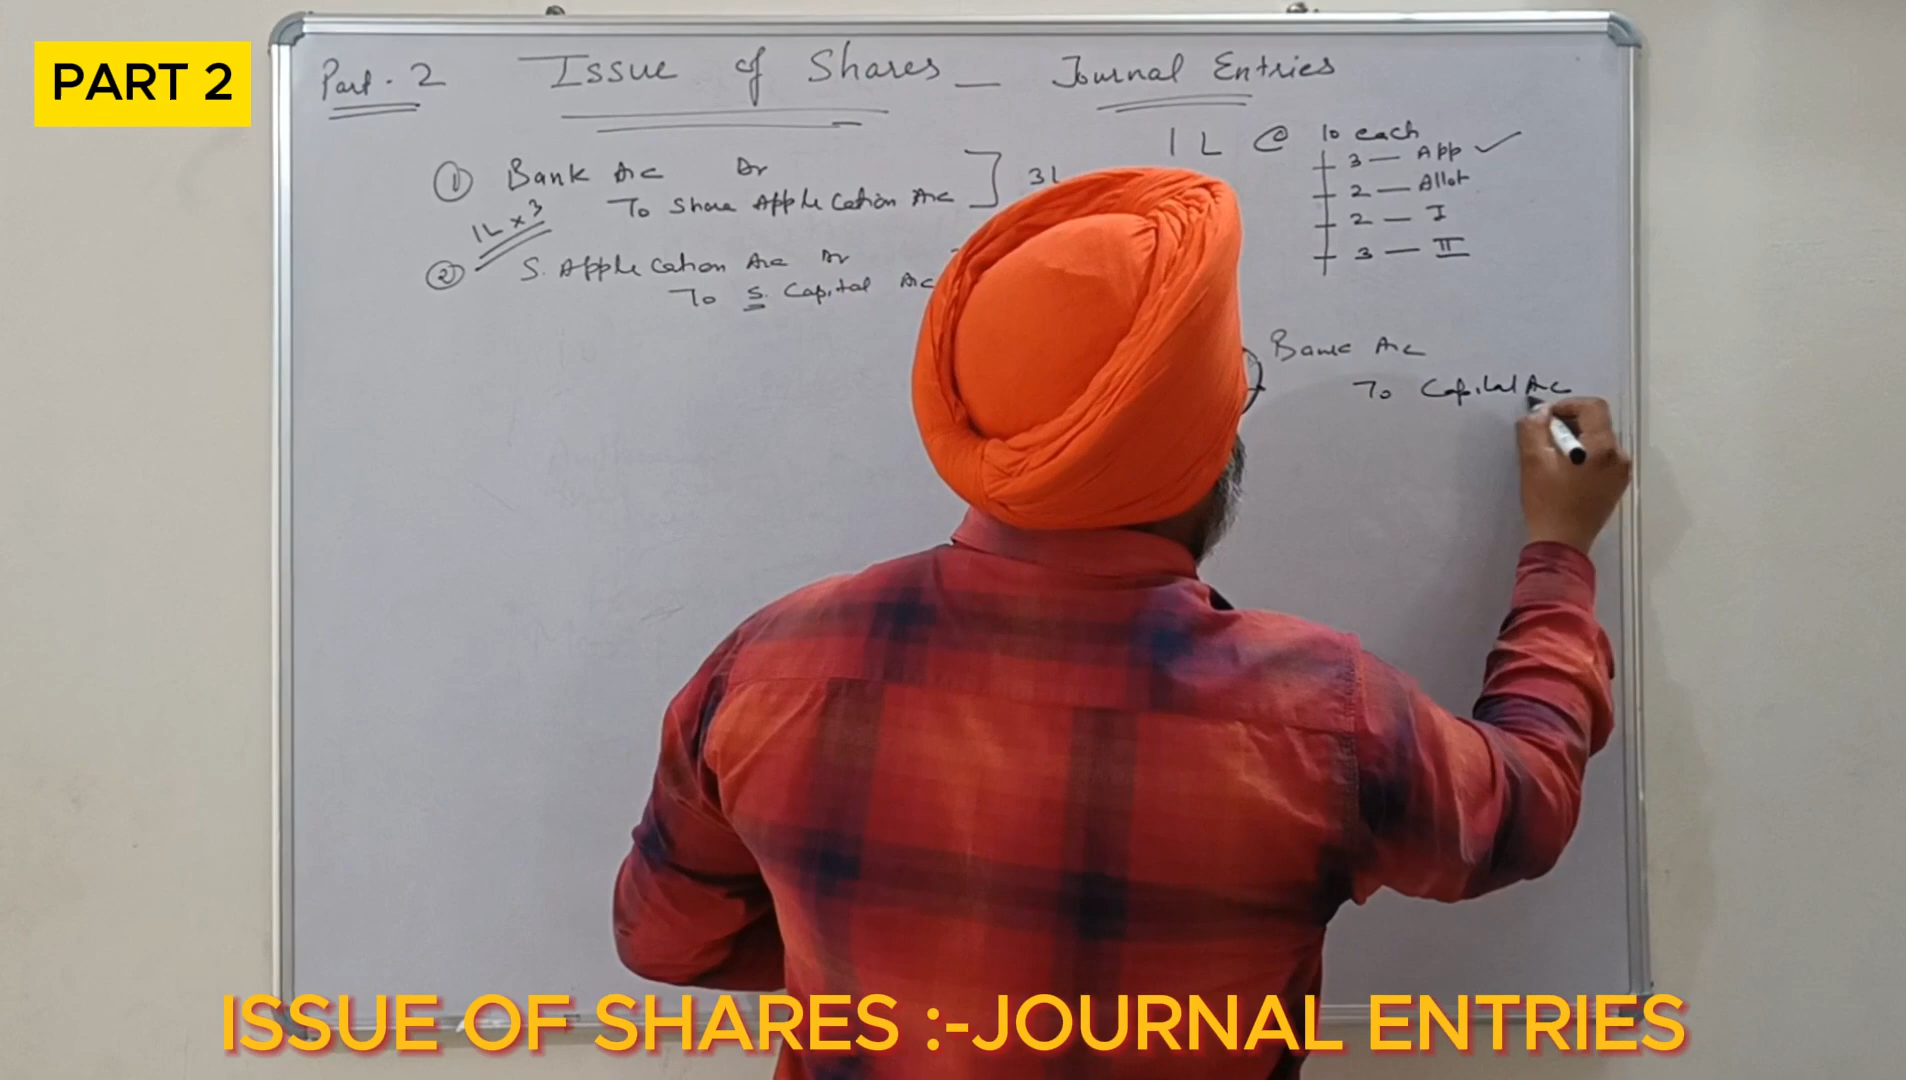 PART 2
Part. 2 Issue of Shares — Journal Entries
1 L @ 10 each
3 — App ✓
2 — Allot
2 — I
3 — II
① Bank A/c Dr
To Share Application A/c ] 3L
1L x 3
② S. Application A/c Dr
To S. Capital A/c
Bank A/c
To Capital A/c
ISSUE OF SHARES :-JOURNAL ENTRIES